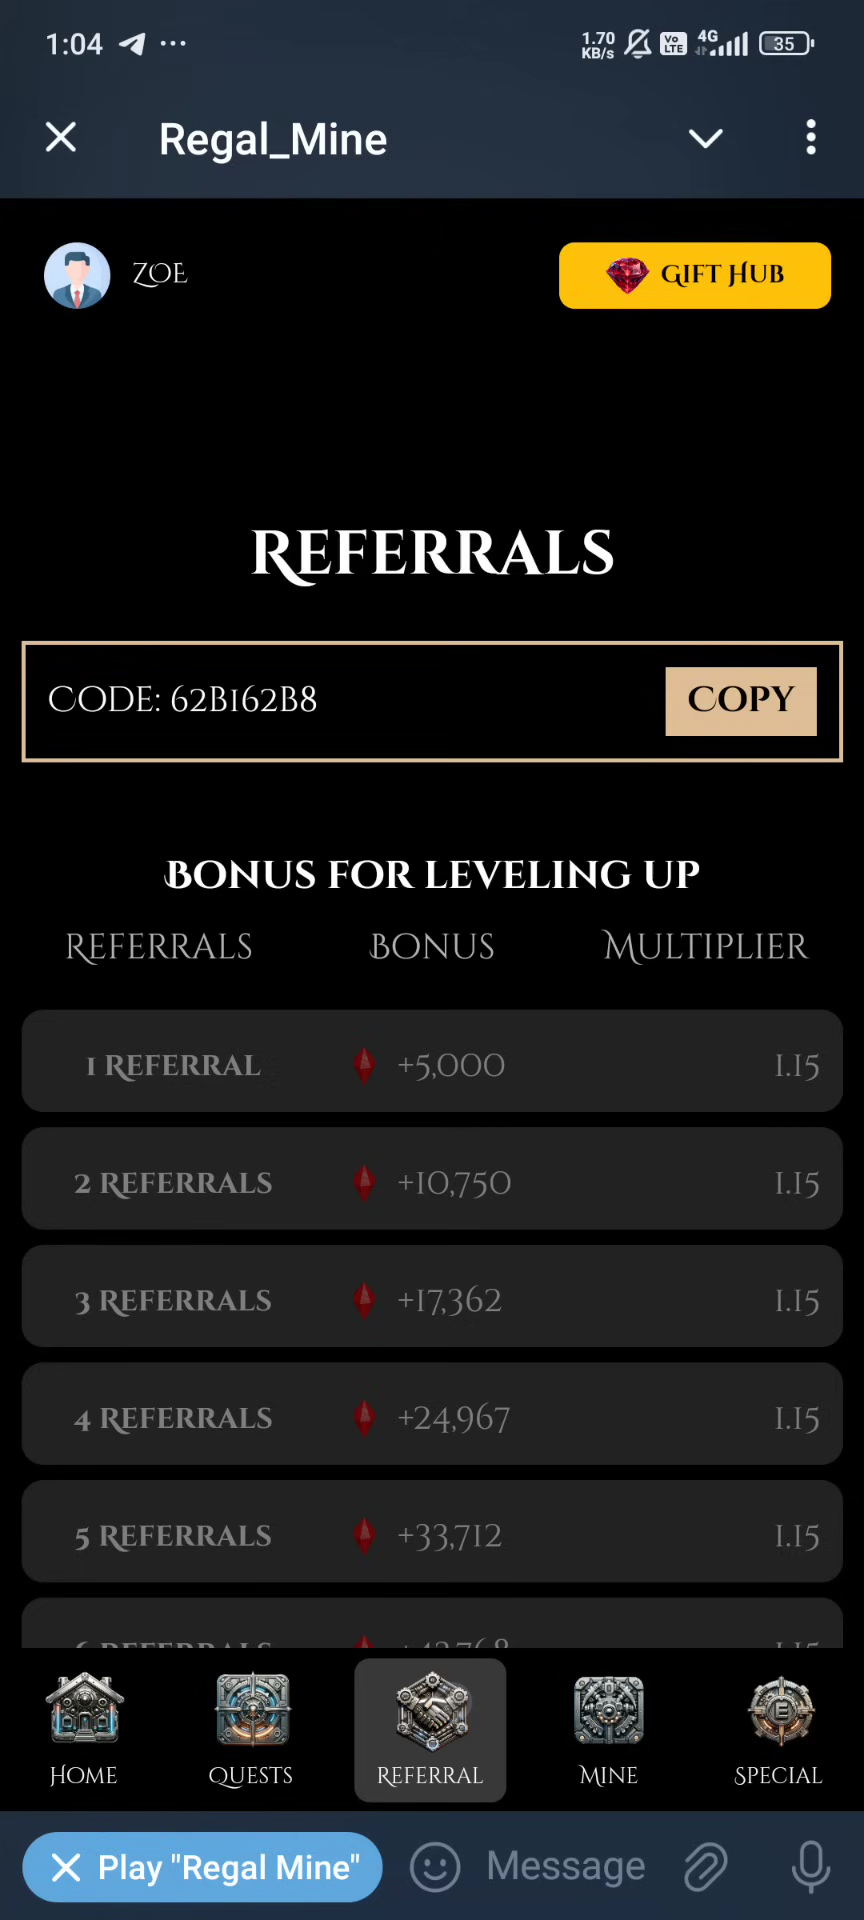 1:04
1.70 KB/s
Vo LTE
4G
35
Regal_Mine
Zoe
Gift Hub
Referrals
Code: 62B162B8
Copy
Bonus for leveling up
Referrals Bonus Multiplier
1 Referral +5,000 1.15
2 Referrals +10,750 1.15
3 Referrals +17,362 1.15
4 Referrals +24,967 1.15
5 Referrals +33,712 1.15
Home Quests Referral Mine Special
Play "Regal Mine" Message